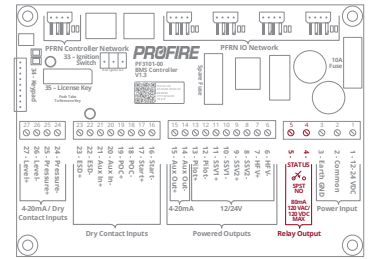 PFRN Controller Network
PFRN IO Network
33 – Ignition
Switch
PROFIRE
PF3101-00
BMS Controller
V1.3
34 – Keypad
35 – License Key
Push Tabs
To Remove Key
Spare Fuse
10A
Fuse
27 26 25 24
23 22 21 20 19 18 17 16
15 14 13 12 11 10 9 8 7 6
5 4
3 2 1
27 - Level+
26 - Level-
25 - Pressure+
24 - Pressure-
23 - ESD+
22 - ESD-
21 - Aux In+
20 - Aux In-
19 - POC+
18 - POC-
17 - Start+
16 - Start-
15 - Aux Out+
14 - Aux Out-
13 - Pilot+
12 - Pilot-
11 - SSV1+
10 - SSV1-
9 - SSV2+
8 - SSV2-
7 - HFV+
6 - HFV-
5 -
4 -
STATUS
SPST
NO
80mA
120 VAC/
120 VDC
MAX
3 - Earth GND
2 - Common
1 - 12-24 VDC
4-20mA / Dry
Contact Inputs
Dry Contact Inputs
4-20mA
12/24V
Powered Outputs
Relay Output
Power Input